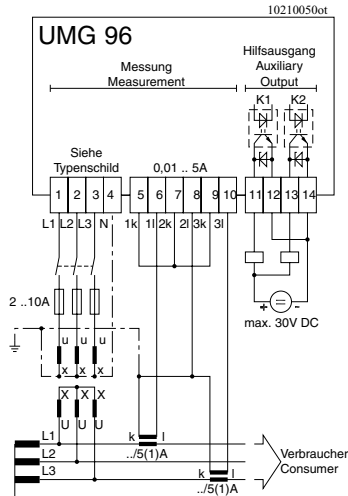 10210050ot
UMG 96
Hilfsausgang
Auxiliary
Output
Messung
Measurement
K1 K2
Siehe
Typenschild
0,01 .. 5A
1 2 3 4 5 6 7 8 9 10 11 12 13 14
L1 L2 L3 N 1k 1l 2k 2l 3k 3l
2 ..10A
+ = -
max. 30V DC
u u u
x x x
X X X
U U U
L1
k l
L2
../5(1)A
Verbraucher
Consumer
L3
k l
../5(1)A